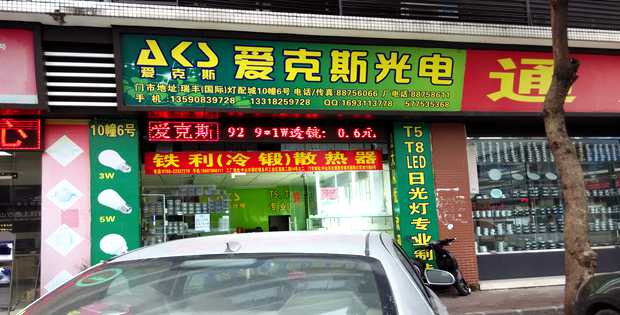 AKS 爱克斯光电
爱克斯
门市地址 瑞丰(国际)灯配城10幢6号 电话/传真:88756066 厂电话:88758611
手机:13590839728 13318259728 QQ:1693113778 577535368
通
心
爱克斯 92 9=1W透镜: 0.6元
10幢6号
铁利(冷锻)散热器
3W
5W
T5
T8
LED
日光灯专业制